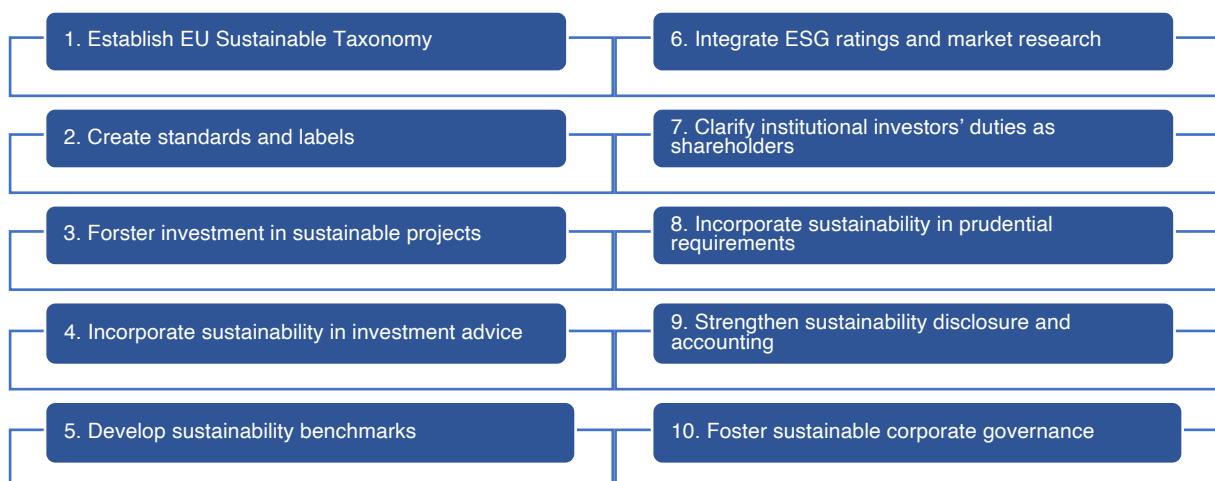 1. Establish EU Sustainable Taxonomy
2. Create standards and labels
3. Forster investment in sustainable projects
4. Incorporate sustainability in investment advice
5. Develop sustainability benchmarks
6. Integrate ESG ratings and market research
7. Clarify institutional investors’ duties as
shareholders
8. Incorporate sustainability in prudential
requirements
9. Strengthen sustainability disclosure and
accounting
10. Foster sustainable corporate governance